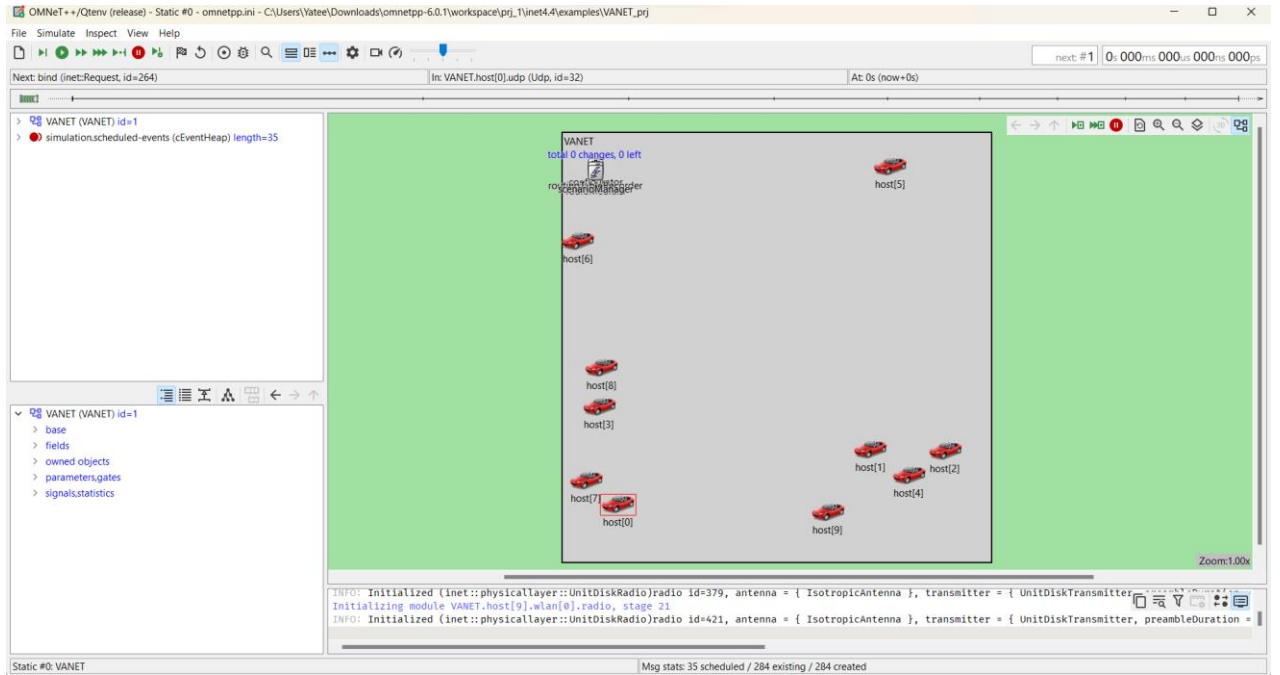 OMNeT++/Qtenv (release) - Static #0 - omnetpp.ini - C:\Users\Yatee\Downloads\omnetpp-6.0.1\workspace\prj_1\inet4.4\examples\VANET_prj
File Simulate Inspect View Help
next: #1 0s 000ms 000us 000ns 000ps
Next: bind (inet::Request, id=264) In: VANET.host[0].udp (Udp, id=32) At: 0s (now+0s)
VANET (VANET) id=1
simulation.scheduled-events (cEventHeap) length=35
VANET (VANET) id=1
base
fields
owned objects
parameters,gates
signals,statistics
VANET
total 0 changes, 0 left
scenarioManager
host[5]
host[6]
host[8]
host[3]
host[1]
host[2]
host[4]
host[7]
host[0]
host[9]
3D
Zoom:1.00x
INFO: Initialized (inet::physicallayer::UnitDiskRadio)radio id=379, antenna = { IsotropicAntenna }, transmitter = { UnitDiskTransmitter,
Initializing module VANET.host[9].wlan[0].radio, stage 21
INFO: Initialized (inet::physicallayer::UnitDiskRadio)radio id=421, antenna = { IsotropicAntenna }, transmitter = { UnitDiskTransmitter, preambleDuration =
Static #0: VANET Msg stats: 35 scheduled / 284 existing / 284 created